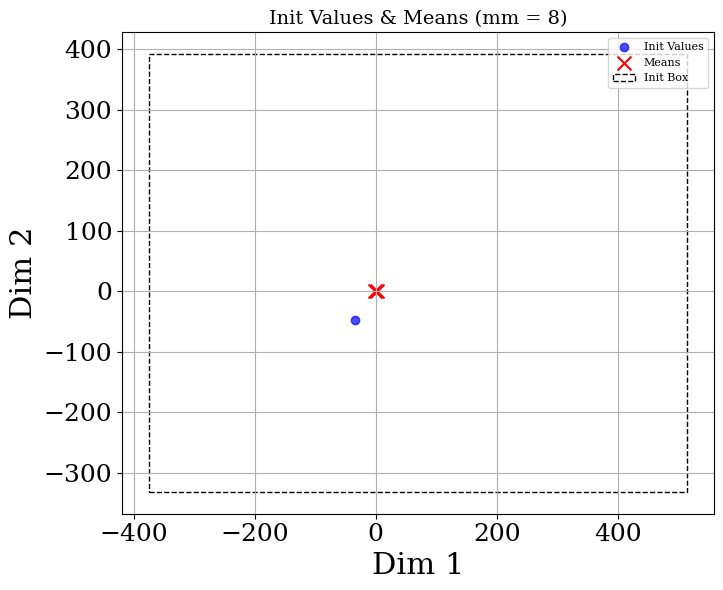 Init Values & Means (mm = 8)
Init Values
Means
Init Box
400
300
200
100
0
−100
−200
−300
Dim 2
−400
−200
0
200
400
Dim 1